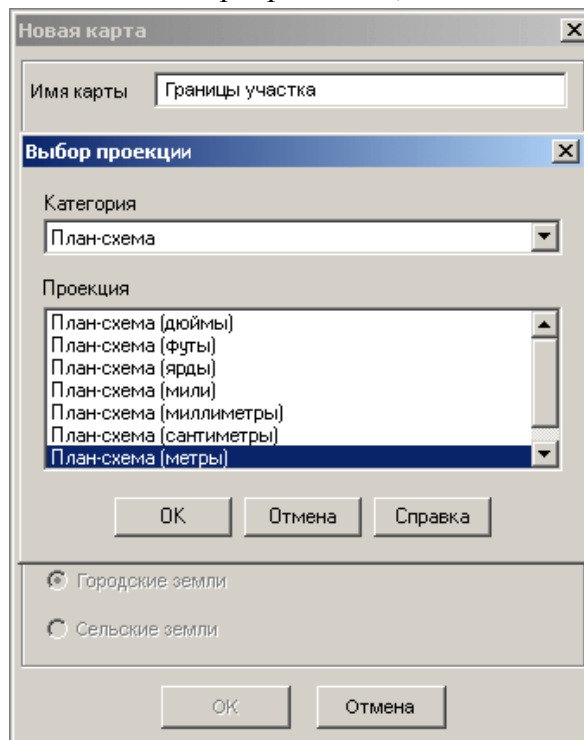 Новая карта
Имя карты Границы участка
Выбор проекции
Категория
План-схема
Проекция
План-схема (дюймы)
План-схема (футы)
План-схема (ярды)
План-схема (мили)
План-схема (миллиметры)
План-схема (сантиметры)
План-схема (метры)
ОК Отмена Справка
Городские земли
Сельские земли
ОК Отмена